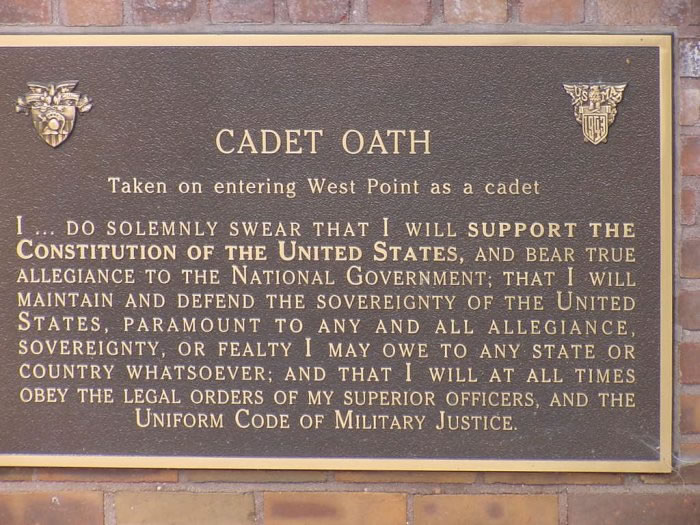 USMA
1943
CADET OATH
Taken on entering West Point as a cadet
I ... DO SOLEMNLY SWEAR THAT I WILL SUPPORT THE
CONSTITUTION OF THE UNITED STATES, AND BEAR TRUE
ALLEGIANCE TO THE NATIONAL GOVERNMENT; THAT I WILL
MAINTAIN AND DEFEND THE SOVEREIGNTY OF THE UNITED
STATES, PARAMOUNT TO ANY AND ALL ALLEGIANCE,
SOVEREIGNTY, OR FEALTY I MAY OWE TO ANY STATE OR
COUNTRY WHATSOEVER; AND THAT I WILL AT ALL TIMES
OBEY THE LEGAL ORDERS OF MY SUPERIOR OFFICERS, AND THE
UNIFORM CODE OF MILITARY JUSTICE.